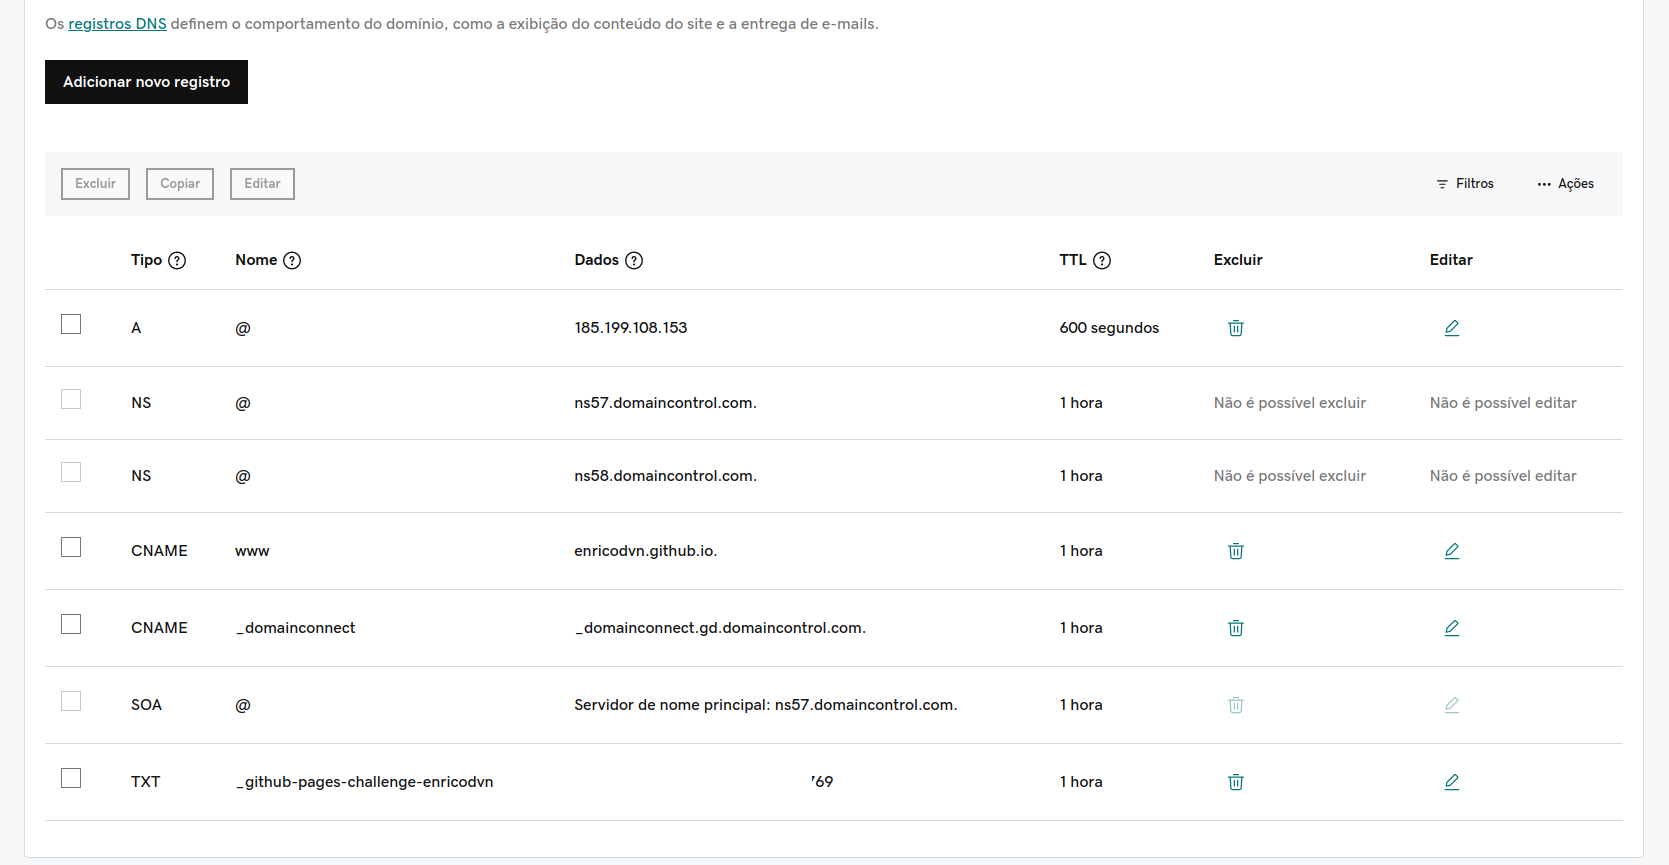 Os registros DNS definem o comportamento do domínio, como a exibição do conteúdo do site e a entrega de e-mails.
Adicionar novo registro
Excluir Copiar Editar Filtros ••• Ações
Tipo ? Nome ? Dados ? TTL ? Excluir Editar
A @ 185.199.108.153 600 segundos
NS @ ns57.domaincontrol.com. 1 hora Não é possível excluir Não é possível editar
NS @ ns58.domaincontrol.com. 1 hora Não é possível excluir Não é possível editar
CNAME www enricodvn.github.io. 1 hora
CNAME _domainconnect _domainconnect.gd.domaincontrol.com. 1 hora
SOA @ Servidor de nome principal: ns57.domaincontrol.com. 1 hora
TXT _github-pages-challenge-enricodvn 69 1 hora